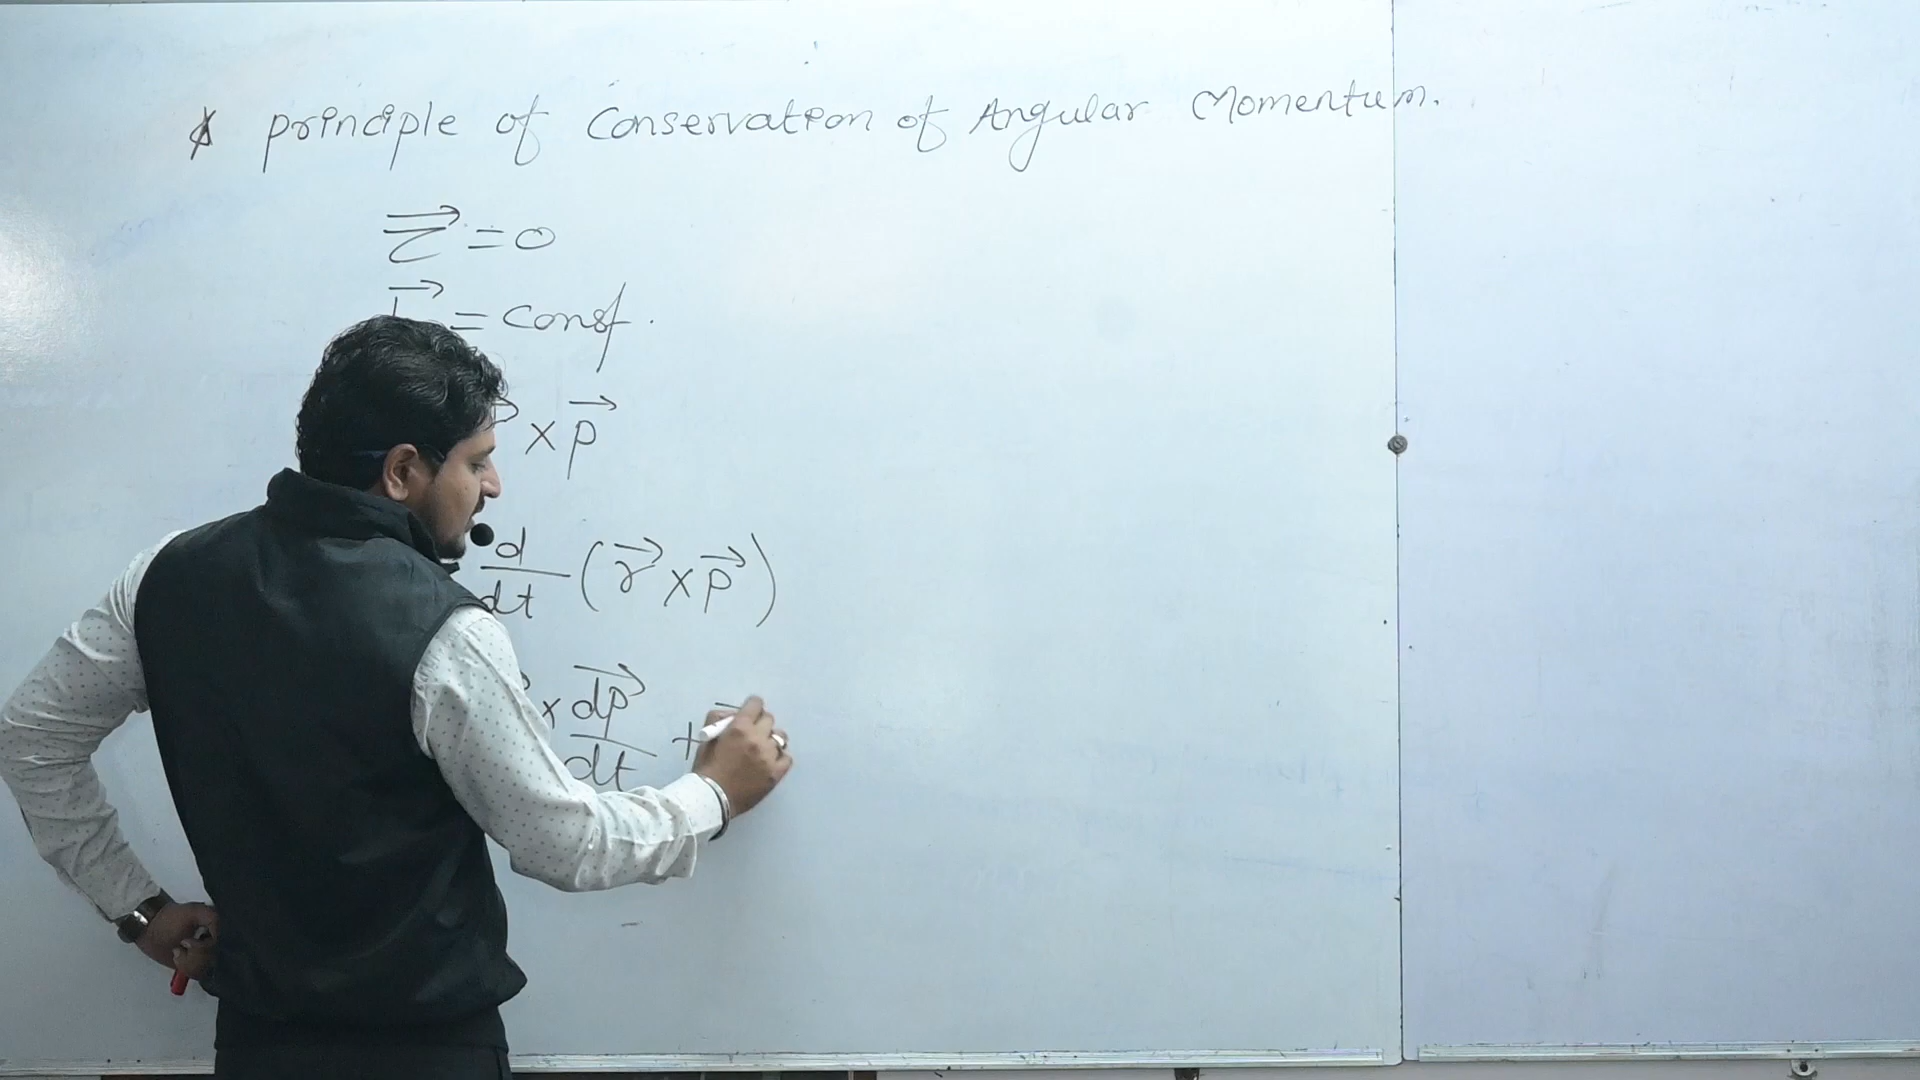 * principle of Conservation of Angular Momentum.
τ⃗ = 0
= const.
× p⃗
d/dt (r⃗ × p⃗)
× dp⃗/dt +